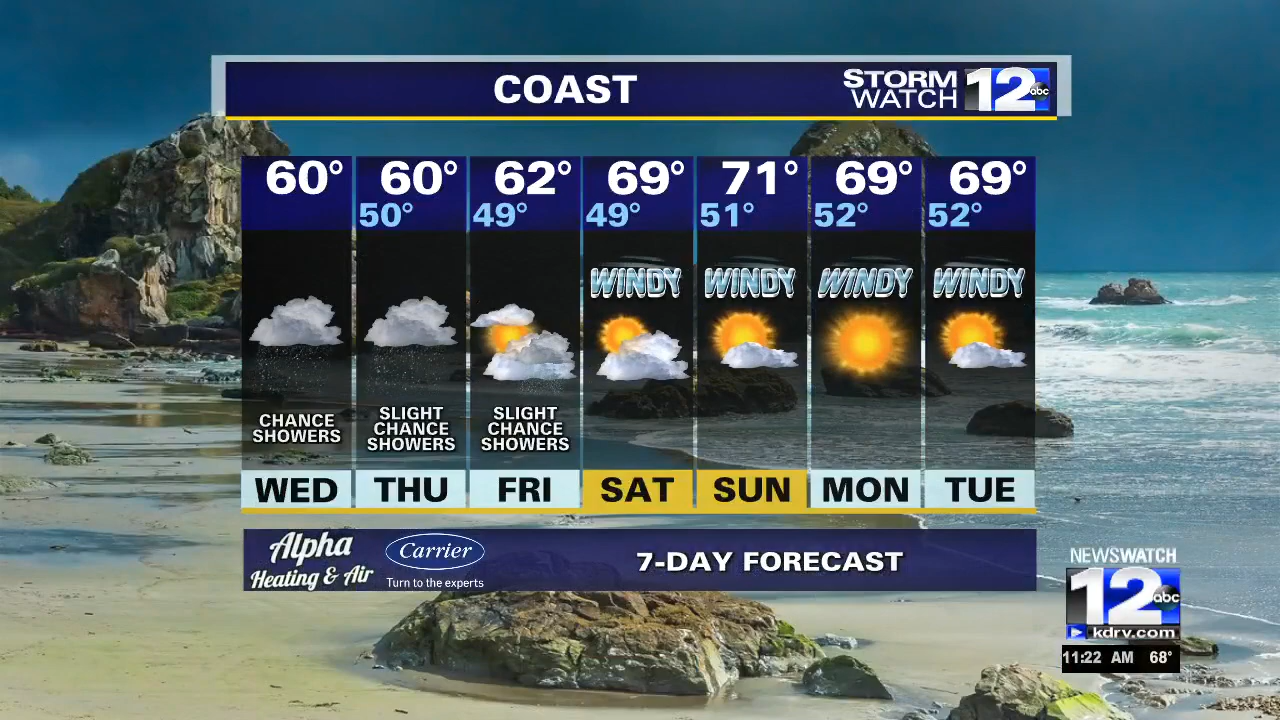 COAST
STORM
WATCH
12
abc
60° 60° 62° 69° 71° 69° 69°
50° 49° 49° 51° 52° 52°
WINDY WINDY WINDY WINDY
CHANCE
SHOWERS
SLIGHT
CHANCE
SHOWERS
SLIGHT
CHANCE
SHOWERS
WED THU FRI SAT SUN MON TUE
Alpha
Heating & Air
Carrier
Turn to the experts
7-DAY FORECAST
NEWSWATCH
12
abc
kdrv.com
11:22 AM 68°